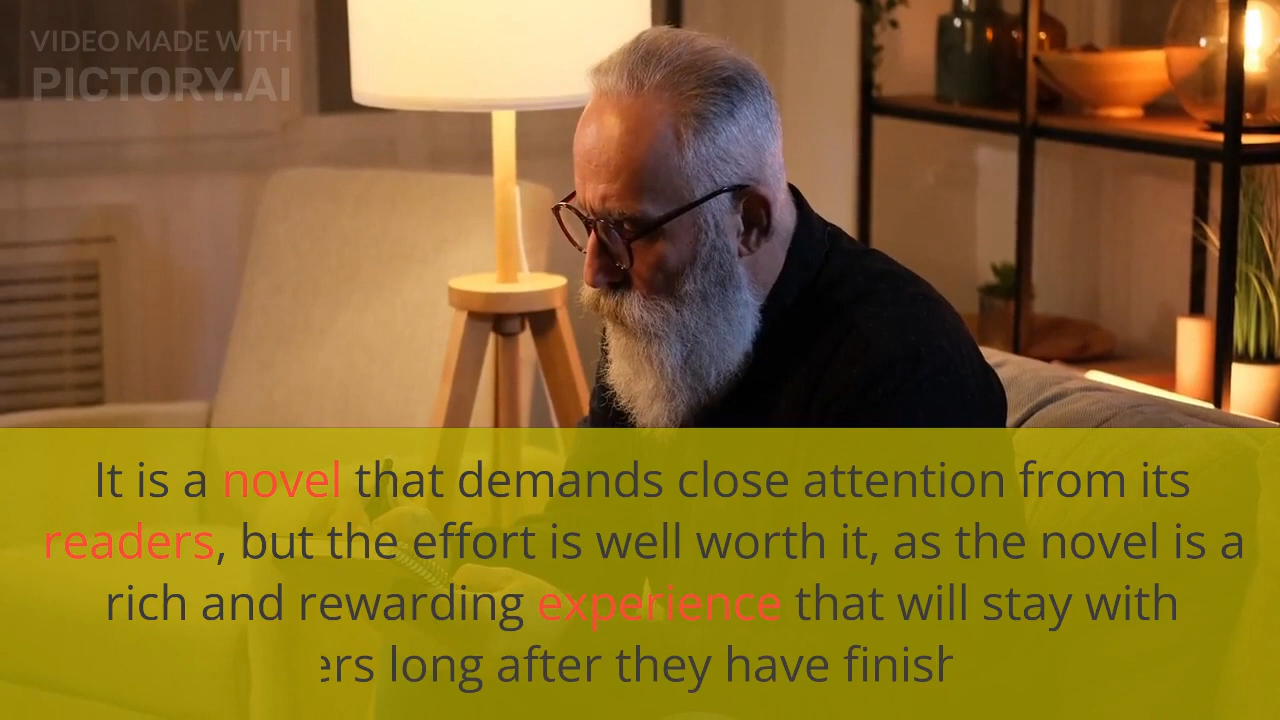 VIDEO MADE WITH
PICTORY.AI
It is a novel that demands close attention from its
readers, but the effort is well worth it, as the novel is a
rich and rewarding experience that will stay with
long after they have